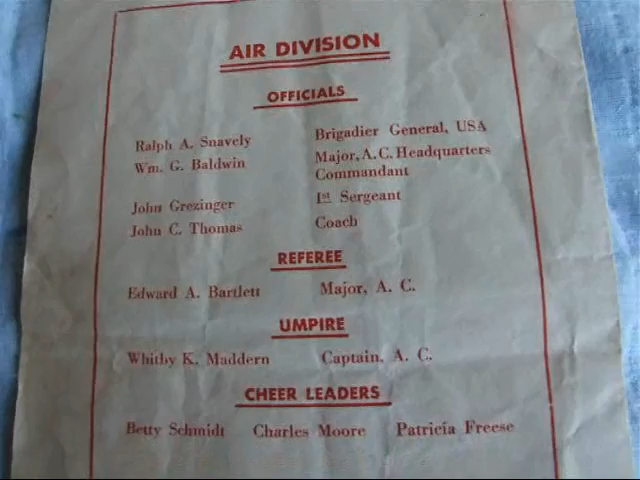 AIR DIVISION
OFFICIALS
Ralph A. Snavely Brigadier General, USA
Wm. G. Baldwin Major, A. C. Headquarters
Commandant
John Grezinger 1st Sergeant
John C. Thomas Coach
REFEREE
Edward A. Bartlett Major, A. C.
UMPIRE
Whitby K. Maddern Captain, A. C.
CHEER LEADERS
Betty Schmidt Charles Moore Patricia Freese